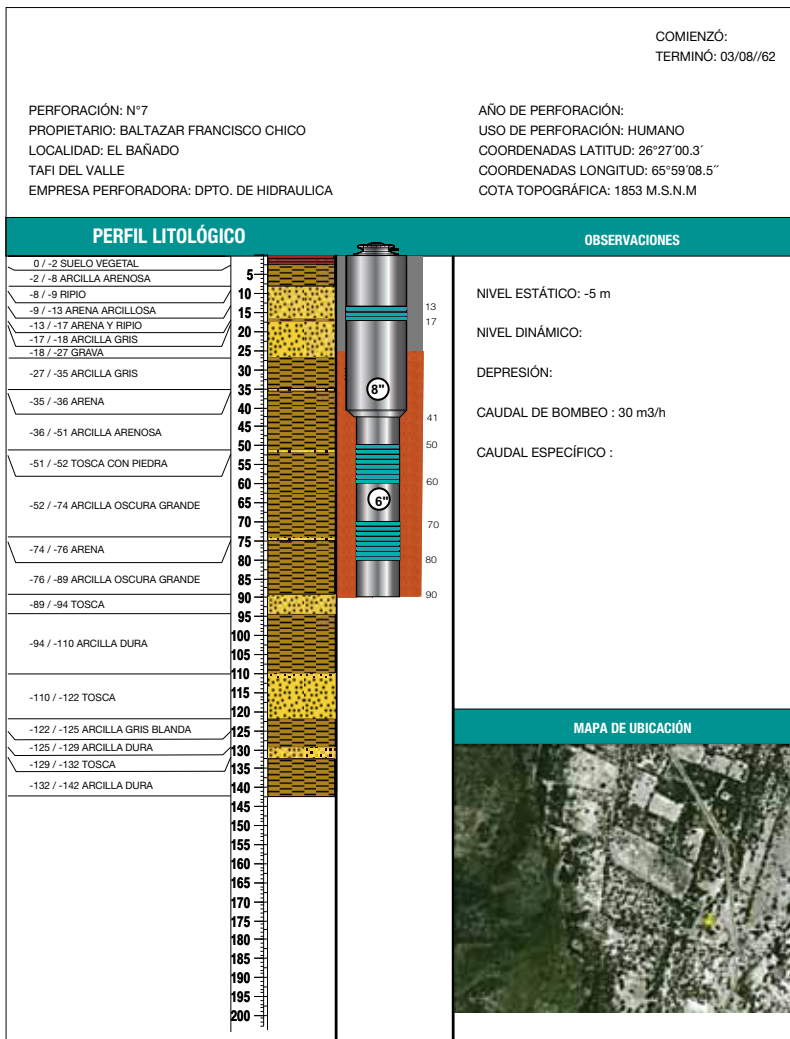 COMIENZÓ:
TERMINÓ: 03/08//62
PERFORACIÓN: N°7
PROPIETARIO: BALTAZAR FRANCISCO CHICO
LOCALIDAD: EL BAÑADO
TAFI DEL VALLE
EMPRESA PERFORADORA: DPTO. DE HIDRAULICA
AÑO DE PERFORACIÓN:
USO DE PERFORACIÓN: HUMANO
COORDENADAS LATITUD: 26°27´00.3´
COORDENADAS LONGITUD: 65°59´08.5˝
COTA TOPOGRÁFICA: 1853 M.S.N.M
PERFIL LITOLÓGICO
OBSERVACIONES
0 / -2 SUELO VEGETAL
-2 / -8 ARCILLA ARENOSA
-8 / -9 RIPIO
-9 / -13 ARENA ARCILLOSA
-13 / -17 ARENA Y RIPIO
-17 / -18 ARCILLA GRIS
-18 / -27 GRAVA
-27 / -35 ARCILLA GRIS
-35 / -36 ARENA
-36 / -51 ARCILLA ARENOSA
-51 / -52 TOSCA CON PIEDRA
-52 / -74 ARCILLA OSCURA GRANDE
-74 / -76 ARENA
-76 / -89 ARCILLA OSCURA GRANDE
-89 / -94 TOSCA
-94 / -110 ARCILLA DURA
-110 / -122 TOSCA
-122 / -125 ARCILLA GRIS BLANDA
-125 / -129 ARCILLA DURA
-129 / -132 TOSCA
-132 / -142 ARCILLA DURA
5
10
15
20
25
30
35
40
45
50
55
60
65
70
75
80
85
90
95
100
105
110
115
120
125
130
135
140
145
150
155
160
165
170
175
180
185
190
195
200
8"
6"
13
17
41
50
60
70
80
90
NIVEL ESTÁTICO: -5 m
NIVEL DINÁMICO:
DEPRESIÓN:
CAUDAL DE BOMBEO : 30 m3/h
CAUDAL ESPECÍFICO :
MAPA DE UBICACIÓN